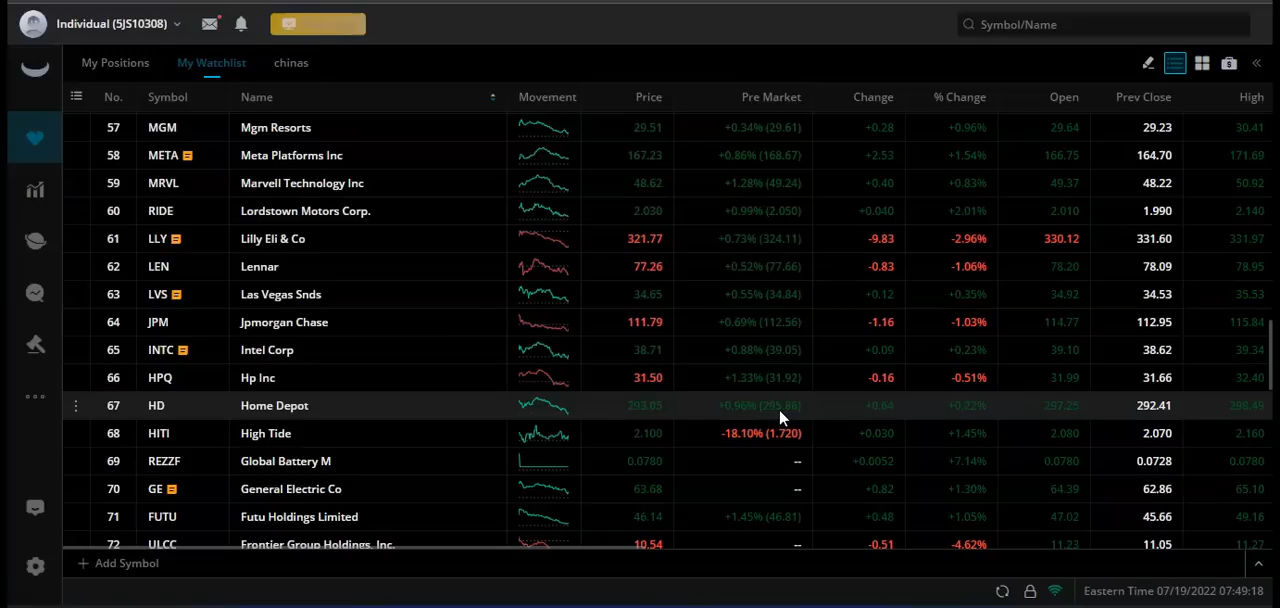 Individual (5JS10308) Symbol/Name
My Positions My Watchlist chinas
No. Symbol Name Movement Price Pre Market Change % Change Open Prev Close High
57 MGM Mgm Resorts 29.51 +0.34% (29.61) +0.28 +0.96% 29.64 29.23 30.41
58 META Meta Platforms Inc 167.23 +0.86% (168.67) +2.53 +1.54% 166.75 164.70 171.69
59 MRVL Marvell Technology Inc 48.62 +1.28% (49.24) +0.40 +0.83% 49.37 48.22 50.92
60 RIDE Lordstown Motors Corp. 2.030 +0.99% (2.050) +0.040 +2.01% 2.010 1.990 2.140
61 LLY Lilly Eli & Co 321.77 +0.73% (324.11) -9.83 -2.96% 330.12 331.60 331.97
62 LEN Lennar 77.26 +0.52% (77.66) -0.83 -1.06% 78.20 78.09 78.95
63 LVS Las Vegas Snds 34.65 +0.55% (34.84) +0.12 +0.35% 34.92 34.53 35.53
64 JPM Jpmorgan Chase 111.79 +0.69% (112.56) -1.16 -1.03% 114.77 112.95 115.84
65 INTC Intel Corp 38.71 +0.88% (39.05) +0.09 +0.23% 39.10 38.62 39.34
66 HPQ Hp Inc 31.50 +1.33% (31.92) -0.16 -0.51% 31.99 31.66 32.40
67 HD Home Depot 293.05 +0.96% (295.86) +0.64 +0.22% 297.25 292.41 298.49
68 HITI High Tide 2.100 -18.10% (1.720) +0.030 +1.45% 2.080 2.070 2.160
69 REZZF Global Battery M 0.0780 -- +0.0052 +7.14% 0.0780 0.0728 0.0780
70 GE General Electric Co 63.68 -- +0.82 +1.30% 64.39 62.86 65.10
71 FUTU Futu Holdings Limited 46.14 +1.45% (46.81) +0.48 +1.05% 47.02 45.66 49.16
72 ULCC Frontier Group Holdings, Inc. 10.54 -- -0.51 -4.62% 11.23 11.05 11.27
Add Symbol
Eastern Time 07/19/2022 07:49:18